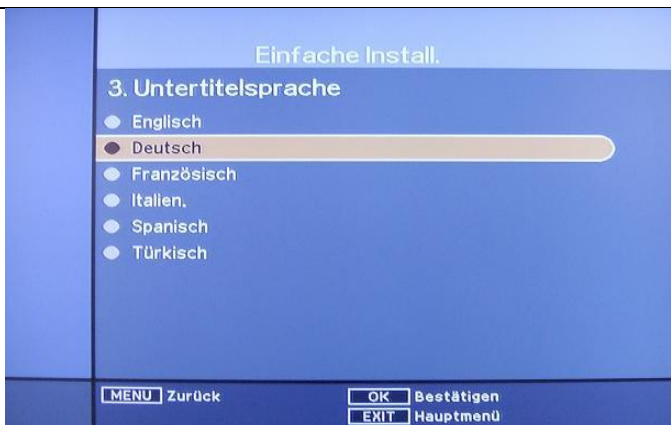 Einfache Install.
3. Untertitelsprache
Englisch
Deutsch
Französisch
Italien.
Spanisch
Türkisch
MENU Zurück
OK Bestätigen
EXIT Hauptmenü